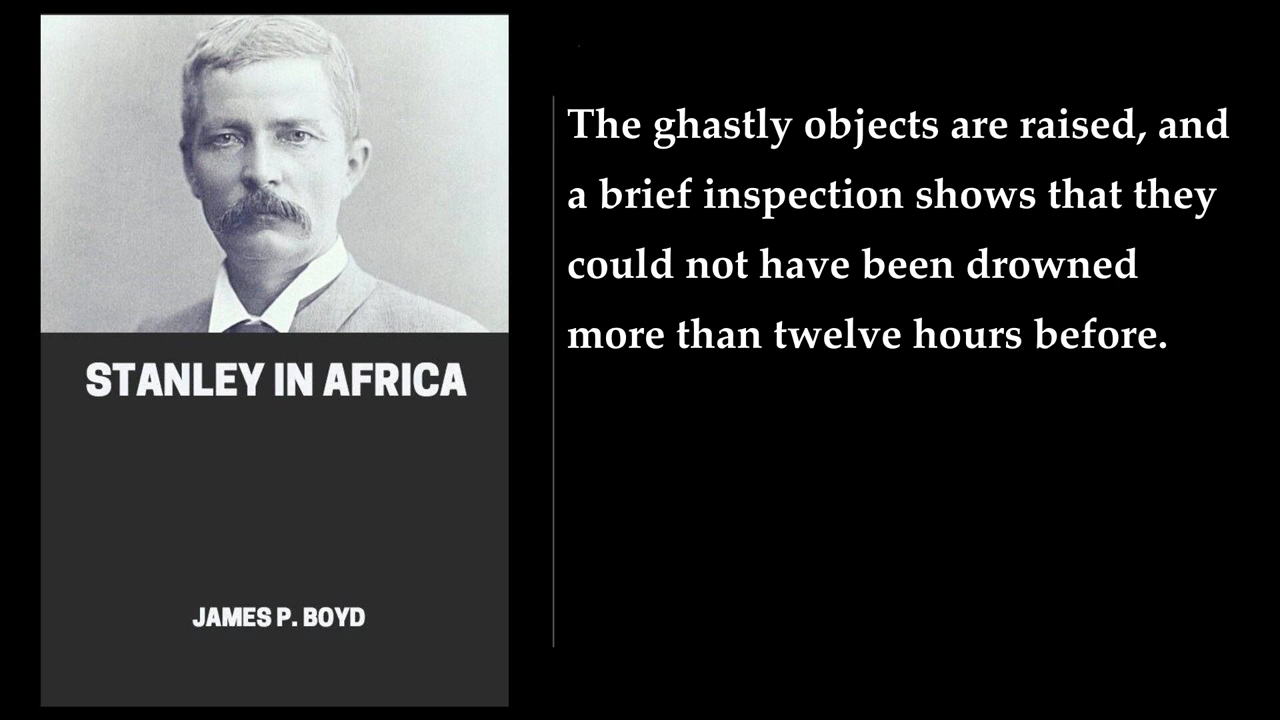 STANLEY IN AFRICA
JAMES P. BOYD
The ghastly objects are raised, and
a brief inspection shows that they
could not have been drowned
more than twelve hours before.